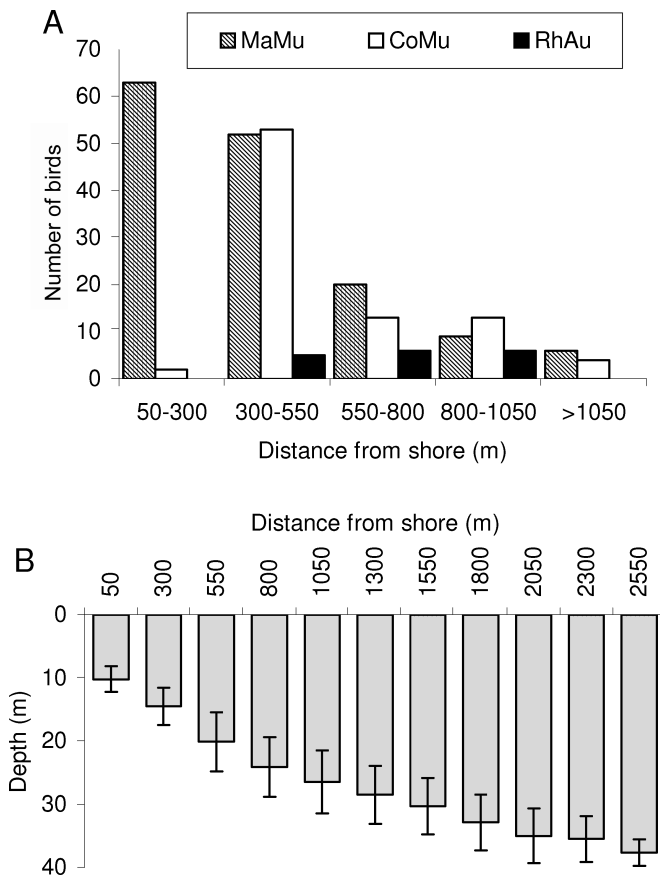 A
MaMu CoMu RhAu
70
60
50
40
30
20
10
0
Number of birds
50-300 300-550 550-800 800-1050 >1050
Distance from shore (m)
Distance from shore (m)
B
50 300 550 800 1050 1300 1550 1800 2050 2300 2550
0
10
20
30
40
Depth (m)